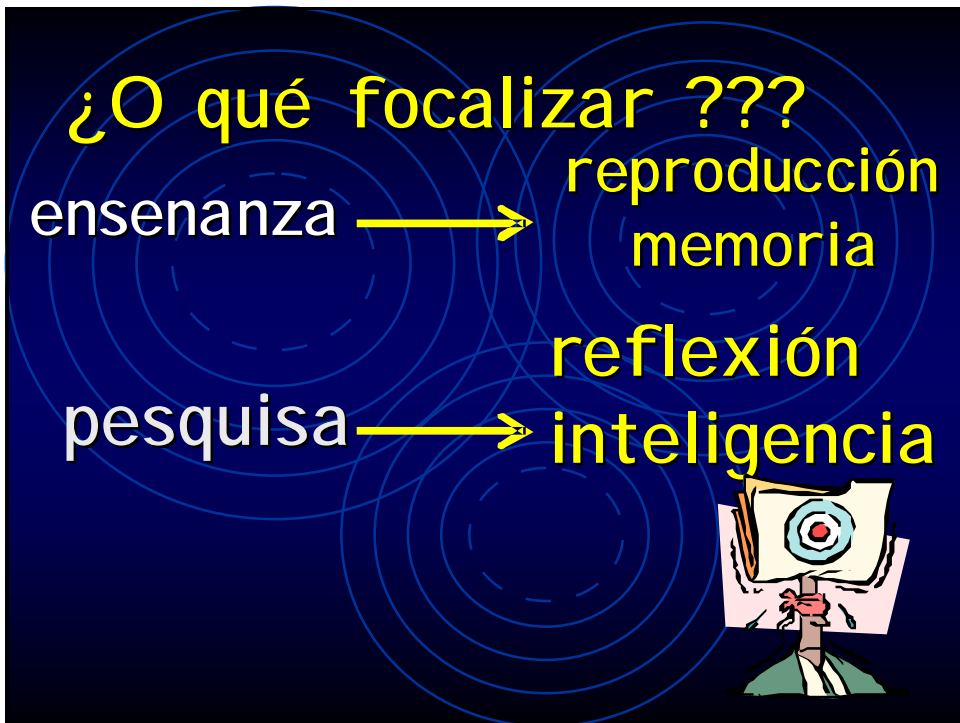 ¿O qué focalizar ???
ensenanza
reproducción
memoria
pesquisa
reflexión
inteligencia